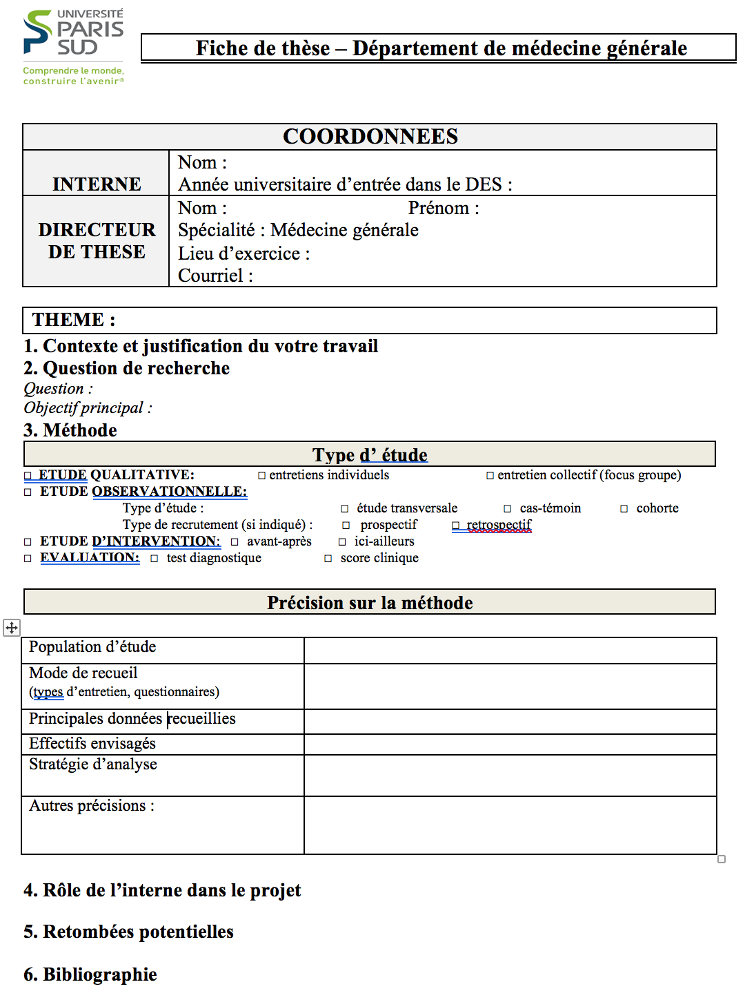 UNIVERSITÉ
PARIS
SUD
Comprendre le monde,
construire l'avenir®
Fiche de thèse – Département de médecine générale
COORDONNEES
INTERNE
Nom :
Année universitaire d'entrée dans le DES :
DIRECTEUR
DE THESE
Nom : Prénom :
Spécialité : Médecine générale
Lieu d'exercice :
Courriel :
THEME :
1. Contexte et justification du votre travail
2. Question de recherche
Question :
Objectif principal :
3. Méthode
Type d' étude
□ ETUDE QUALITATIVE: □ entretiens individuels □ entretien collectif (focus groupe)
□ ETUDE OBSERVATIONNELLE:
Type d'étude : □ étude transversale □ cas-témoin □ cohorte
Type de recrutement (si indiqué) : □ prospectif □ retrospectif
□ ETUDE D'INTERVENTION: □ avant-après □ ici-ailleurs
□ EVALUATION: □ test diagnostique □ score clinique
Précision sur la méthode
Population d'étude
Mode de recueil
(types d'entretien, questionnaires)
Principales données recueillies
Effectifs envisagés
Stratégie d'analyse
Autres précisions :
4. Rôle de l'interne dans le projet
5. Retombées potentielles
6. Bibliographie